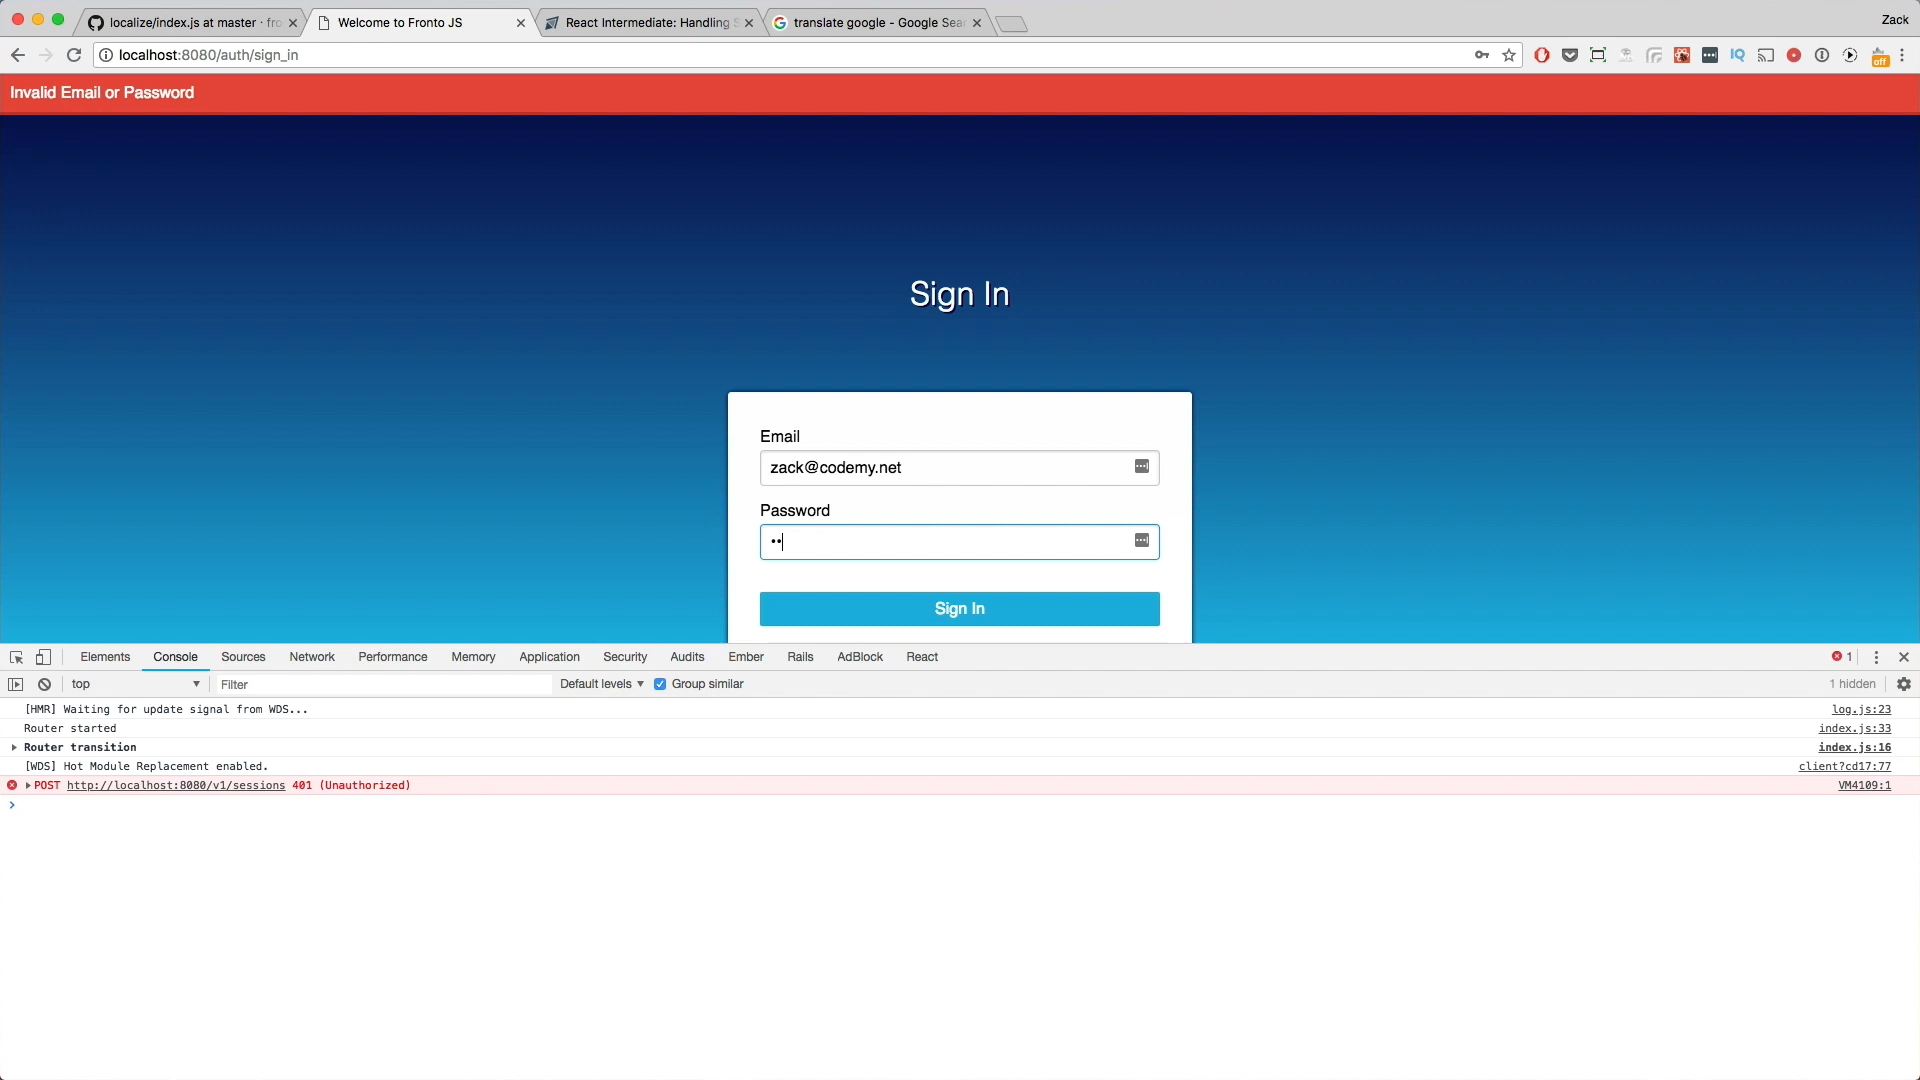 localize/index.js at master · fro
Welcome to Fronto JS
React Intermediate: Handling S
translate google - Google Sear
Zack
localhost:8080/auth/sign_in
off
Invalid Email or Password
Sign In
Email
zack@codemy.net
Password
••
Sign In
Elements Console Sources Network Performance Memory Application Security Audits Ember Rails AdBlock React 1
top Filter Default levels Group similar 1 hidden
[HMR] Waiting for update signal from WDS... log.js:23
Router started index.js:33
Router transition index.js:16
[WDS] Hot Module Replacement enabled. client?cd17:77
POST http://localhost:8080/v1/sessions 401 (Unauthorized) VM4109:1